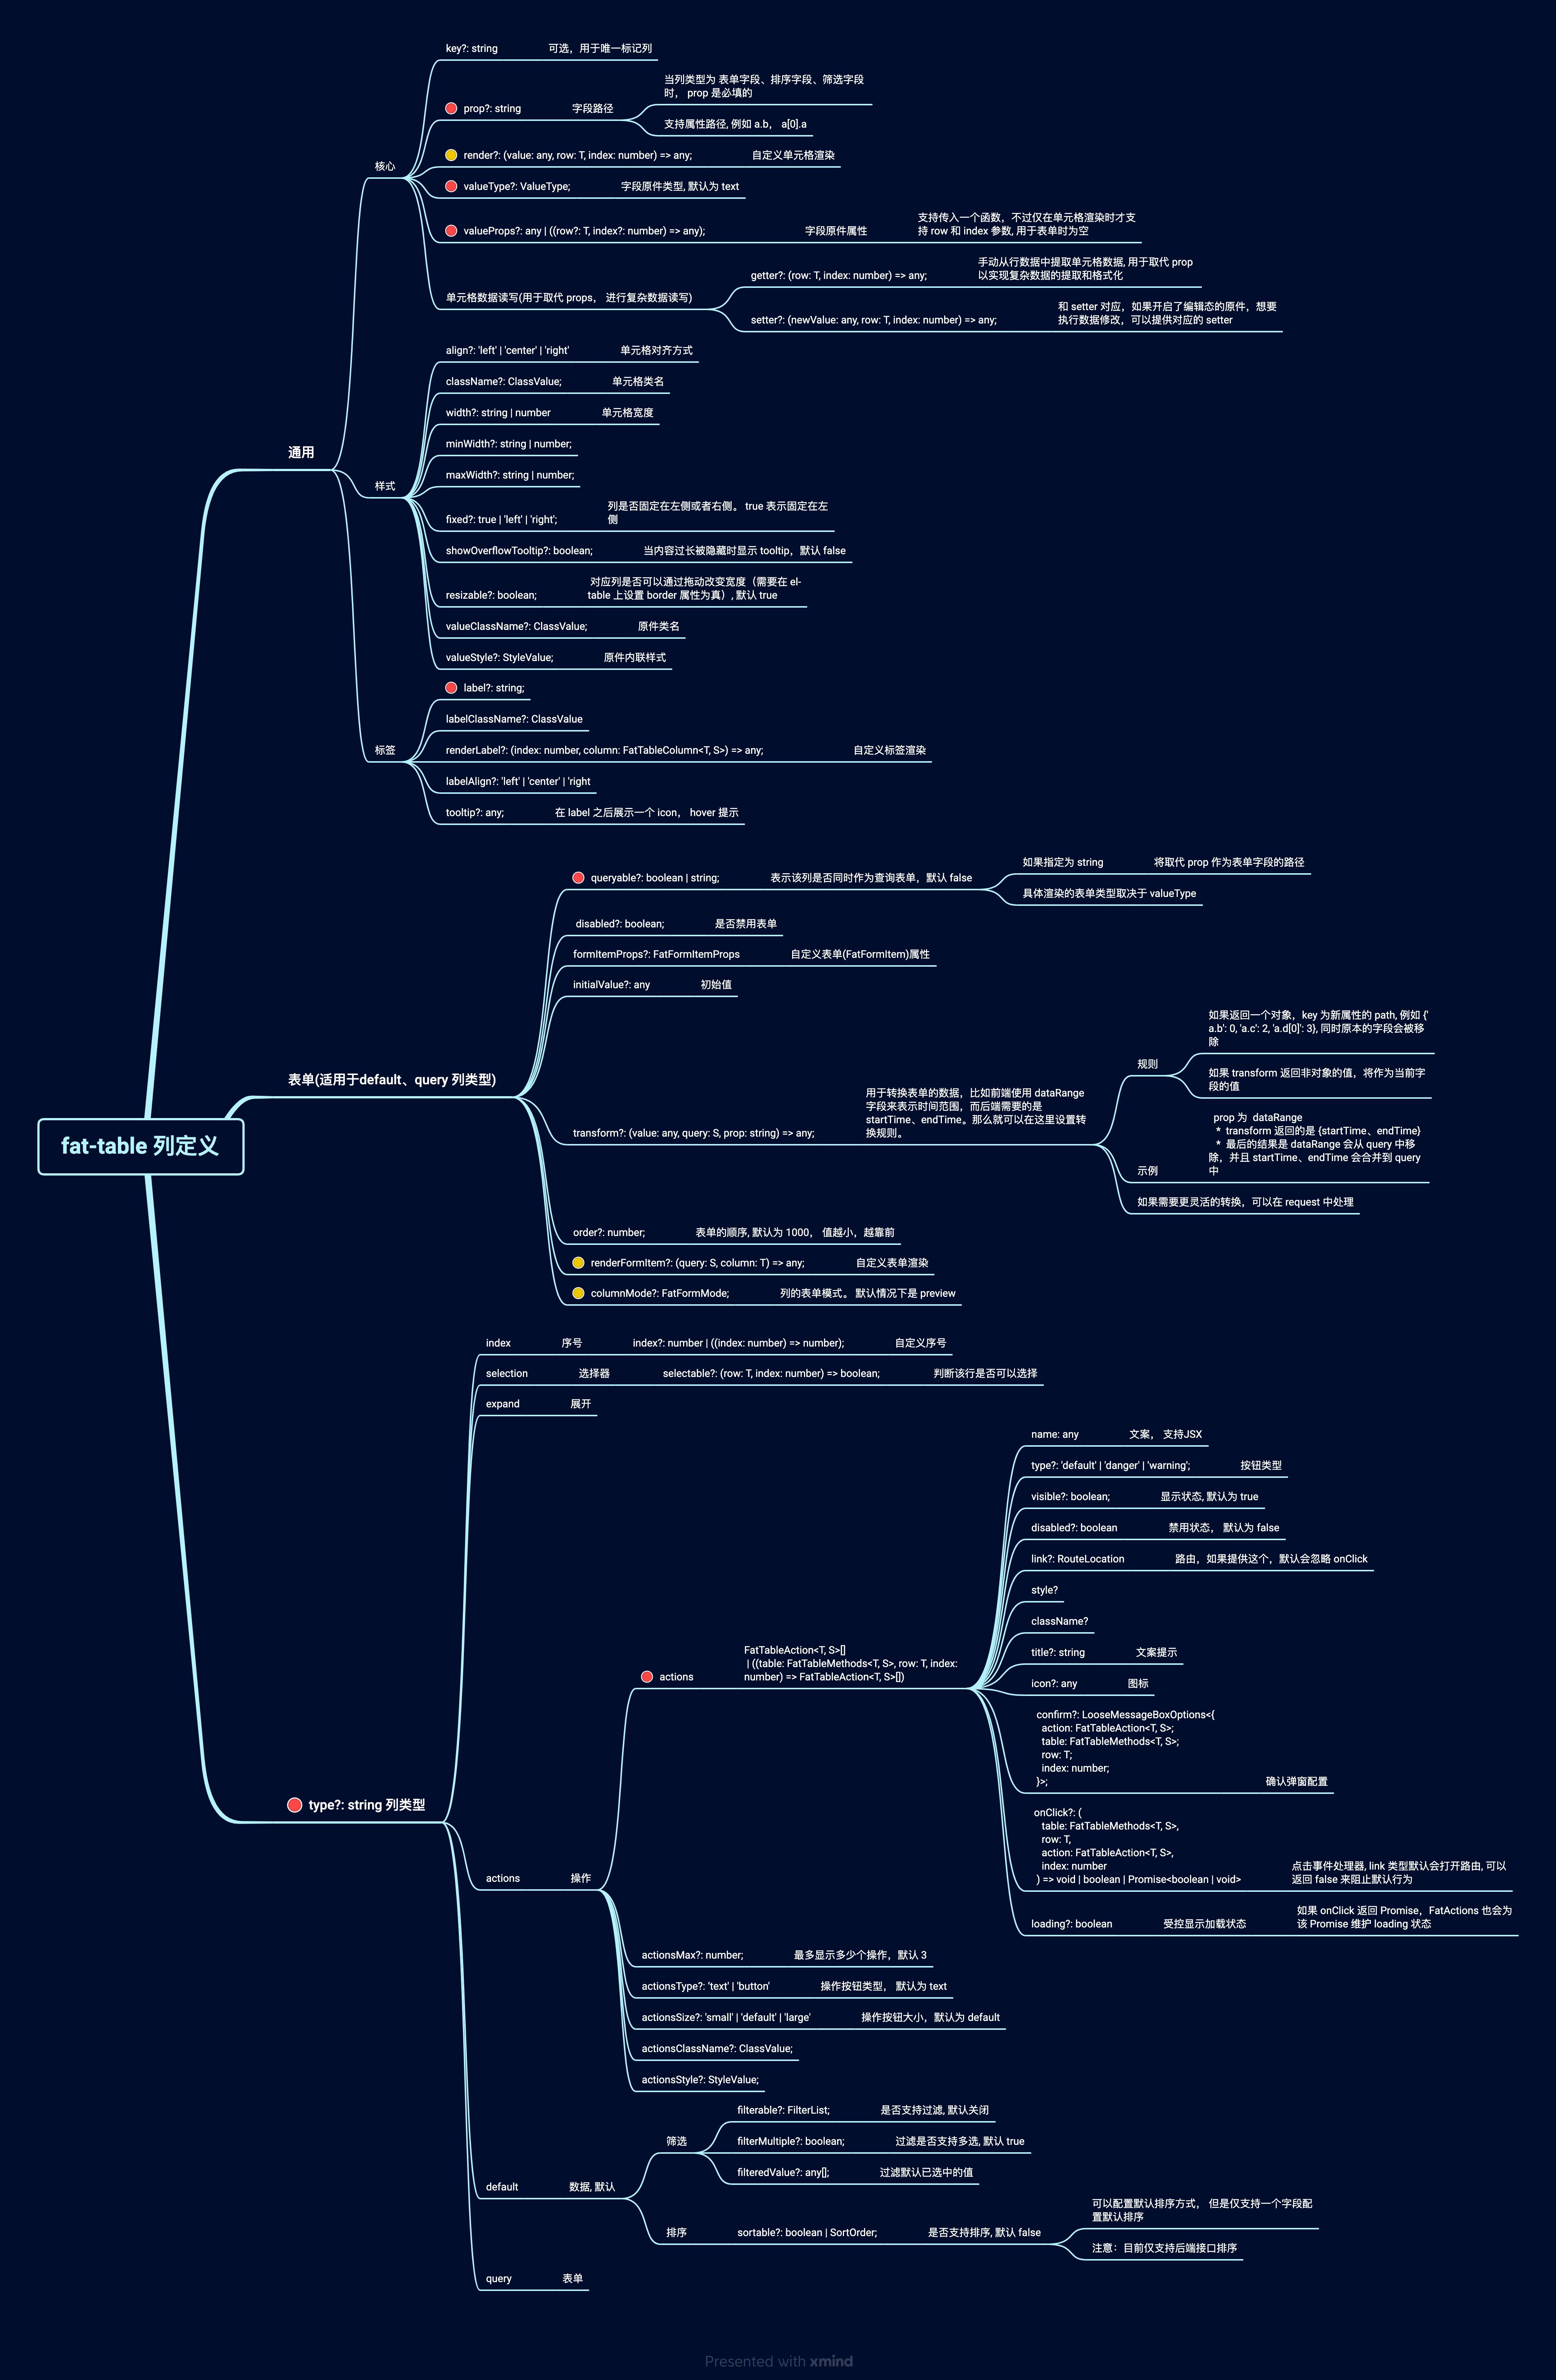 fat-table 列定义
通用
核心
key?: string
可选，用于唯一标记列
prop?: string
字段路径
当列类型为 表单字段、排序字段、筛选字段
时， prop 是必填的
支持属性路径, 例如 a.b， a[0].a
render?: (value: any, row: T, index: number) => any;
自定义单元格渲染
valueType?: ValueType;
字段原件类型, 默认为 text
valueProps?: any | ((row?: T, index?: number) => any);
字段原件属性
支持传入一个函数，不过仅在单元格渲染时才支
持 row 和 index 参数, 用于表单时为空
单元格数据读写(用于取代 props， 进行复杂数据读写)
getter?: (row: T, index: number) => any;
手动从行数据中提取单元格数据, 用于取代 prop
以实现复杂数据的提取和格式化
setter?: (newValue: any, row: T, index: number) => any;
和 setter 对应，如果开启了编辑态的原件，想要
执行数据修改，可以提供对应的 setter
样式
align?: 'left' | 'center' | 'right'
单元格对齐方式
className?: ClassValue;
单元格类名
width?: string | number
单元格宽度
minWidth?: string | number;
maxWidth?: string | number;
fixed?: true | 'left' | 'right';
列是否固定在左侧或者右侧。 true 表示固定在左
侧
showOverflowTooltip?: boolean;
当内容过长被隐藏时显示 tooltip，默认 false
resizable?: boolean;
对应列是否可以通过拖动改变宽度（需要在 el-
table 上设置 border 属性为真）, 默认 true
valueClassName?: ClassValue;
原件类名
valueStyle?: StyleValue;
原件内联样式
标签
label?: string;
labelClassName?: ClassValue
renderLabel?: (index: number, column: FatTableColumn<T, S>) => any;
自定义标签渲染
labelAlign?: 'left' | 'center' | 'right
tooltip?: any;
在 label 之后展示一个 icon， hover 提示
表单(适用于default、query 列类型)
queryable?: boolean | string;
表示该列是否同时作为查询表单，默认 false
如果指定为 string
将取代 prop 作为表单字段的路径
具体渲染的表单类型取决于 valueType
disabled?: boolean;
是否禁用表单
formItemProps?: FatFormItemProps
自定义表单(FatFormItem)属性
initialValue?: any
初始值
transform?: (value: any, query: S, prop: string) => any;
用于转换表单的数据，比如前端使用 dataRange
字段来表示时间范围，而后端需要的是
startTime、endTime。那么就可以在这里设置转
换规则。
规则
如果返回一个对象，key 为新属性的 path, 例如 {'
a.b': 0, 'a.c': 2, 'a.d[0]': 3}, 同时原本的字段会被移
除
如果 transform 返回非对象的值，将作为当前字
段的值
示例
prop 为 dataRange
* transform 返回的是 {startTime、endTime}
* 最后的结果是 dataRange 会从 query 中移
除，并且 startTime、endTime 会合并到 query
中
如果需要更灵活的转换，可以在 request 中处理
order?: number;
表单的顺序, 默认为 1000， 值越小，越靠前
renderFormItem?: (query: S, column: T) => any;
自定义表单渲染
columnMode?: FatFormMode;
列的表单模式。 默认情况下是 preview
type?: string 列类型
index
序号
index?: number | ((index: number) => number);
自定义序号
selection
选择器
selectable?: (row: T, index: number) => boolean;
判断该行是否可以选择
expand
展开
actions
操作
actions
FatTableAction<T, S>[]
| ((table: FatTableMethods<T, S>, row: T, index:
number) => FatTableAction<T, S>[])
name: any
文案， 支持JSX
type?: 'default' | 'danger' | 'warning';
按钮类型
visible?: boolean;
显示状态, 默认为 true
disabled?: boolean
禁用状态， 默认为 false
link?: RouteLocation
路由，如果提供这个，默认会忽略 onClick
style?
className?
title?: string
文案提示
icon?: any
图标
confirm?: LooseMessageBoxOptions<{
action: FatTableAction<T, S>;
table: FatTableMethods<T, S>;
row: T;
index: number;
}>;
确认弹窗配置
onClick?: (
table: FatTableMethods<T, S>,
row: T,
action: FatTableAction<T, S>,
index: number
) => void | boolean | Promise<boolean | void>
点击事件处理器, link 类型默认会打开路由, 可以
返回 false 来阻止默认行为
loading?: boolean
受控显示加载状态
如果 onClick 返回 Promise，FatActions 也会为
该 Promise 维护 loading 状态
actionsMax?: number;
最多显示多少个操作，默认 3
actionsType?: 'text' | 'button'
操作按钮类型， 默认为 text
actionsSize?: 'small' | 'default' | 'large'
操作按钮大小，默认为 default
actionsClassName?: ClassValue;
actionsStyle?: StyleValue;
default
数据, 默认
筛选
filterable?: FilterList;
是否支持过滤, 默认关闭
filterMultiple?: boolean;
过滤是否支持多选, 默认 true
filteredValue?: any[];
过滤默认已选中的值
排序
sortable?: boolean | SortOrder;
是否支持排序, 默认 false
可以配置默认排序方式， 但是仅支持一个字段配
置默认排序
注意：目前仅支持后端接口排序
query
表单
Presented with xmind